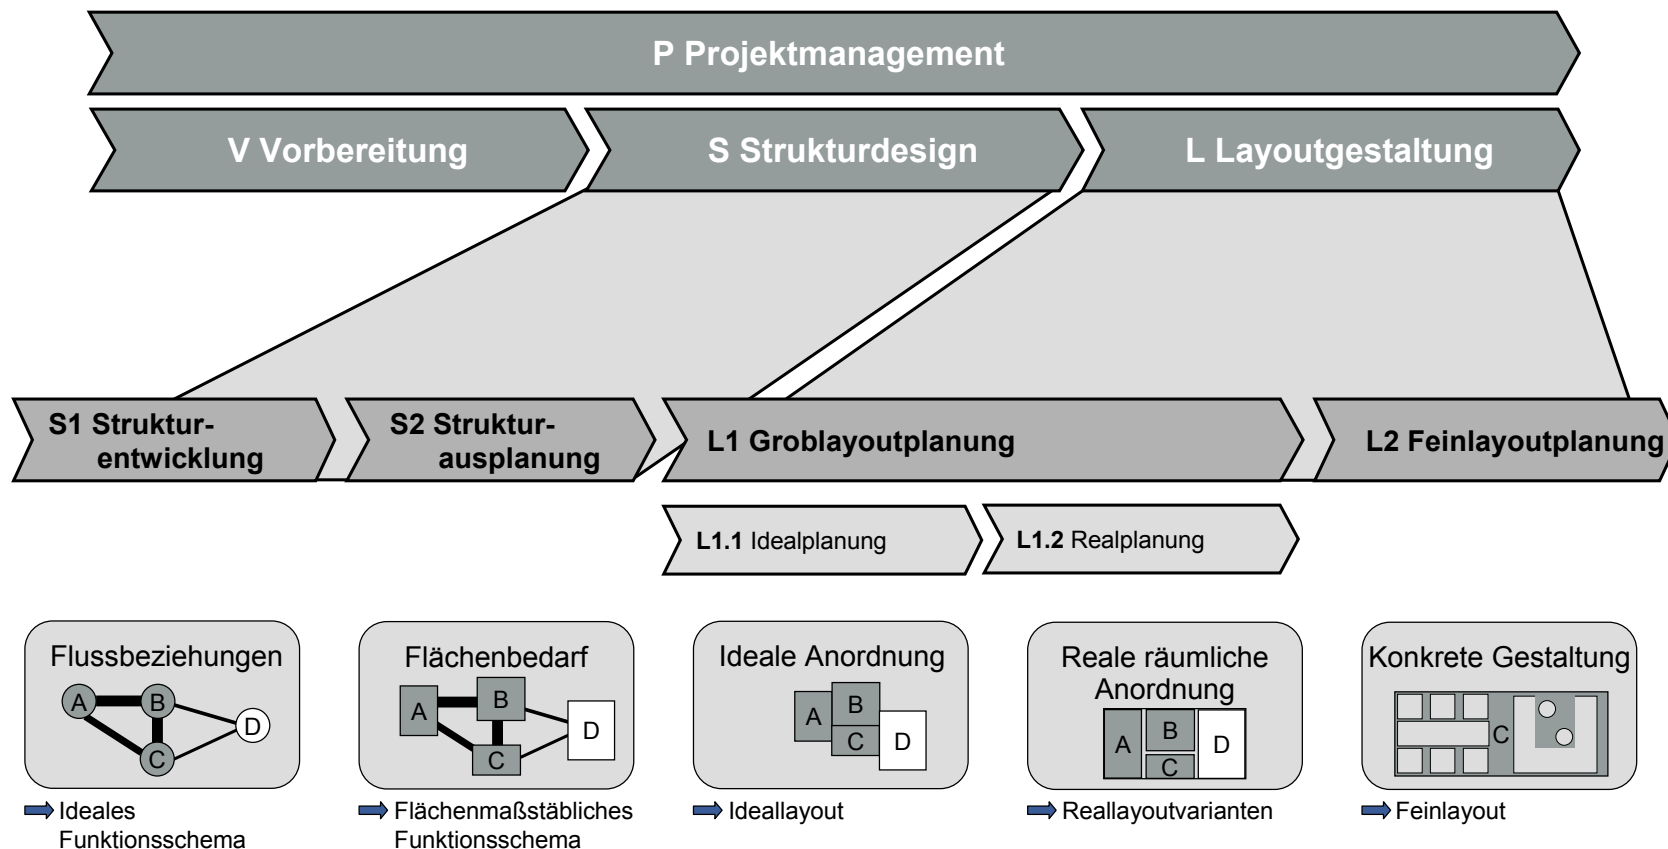 P Projektmanagement
V Vorbereitung
S Strukturdesign
L Layoutgestaltung
S1 Struktur-
entwicklung
S2 Struktur-
ausplanung
L1 Groblayoutplanung
L2 Feinlayoutplanung
L1.1 Idealplanung
L1.2 Realplanung
Flussbeziehungen
A
B
C
D
Ideales
Funktionsschema
Flächenbedarf
A
B
C
D
Flächenmaßstäbliches
Funktionsschema
Ideale Anordnung
A
B
C
D
Ideallayout
Reale räumliche
Anordnung
A
B
C
D
Reallayoutvarianten
Konkrete Gestaltung
C
Feinlayout